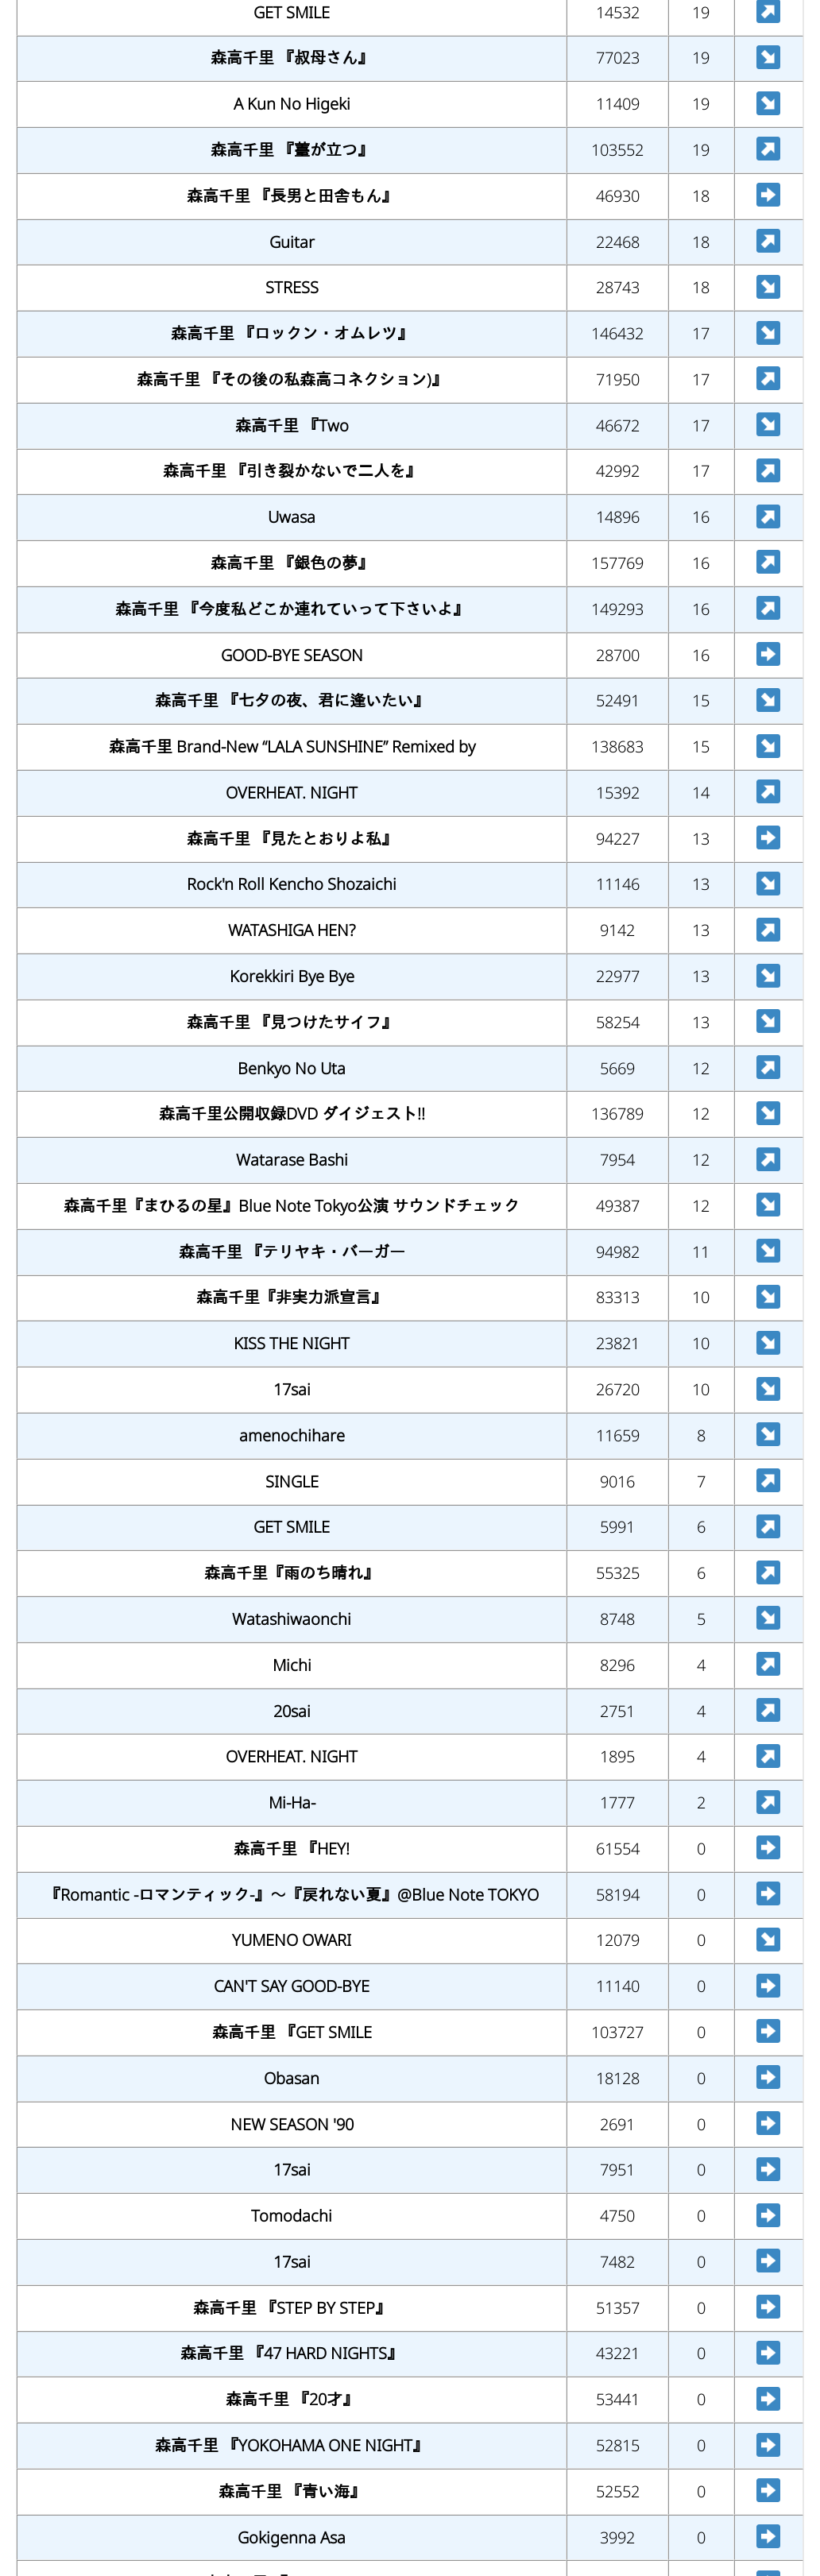 GET SMILE 14532 19
森高千里 『叔母さん』 77023 19
A Kun No Higeki 11409 19
森高千里 『薹が立つ』 103552 19
森高千里 『長男と田舎もん』 46930 18
Guitar 22468 18
STRESS 28743 18
森高千里 『ロックン・オムレツ』 146432 17
森高千里 『その後の私森高コネクション)』 71950 17
森高千里 『Two 46672 17
森高千里 『引き裂かないで二人を』 42992 17
Uwasa 14896 16
森高千里 『銀色の夢』 157769 16
森高千里 『今度私どこか連れていって下さいよ』 149293 16
GOOD-BYE SEASON 28700 16
森高千里 『七夕の夜、君に逢いたい』 52491 15
森高千里 Brand-New “LALA SUNSHINE” Remixed by 138683 15
OVERHEAT. NIGHT 15392 14
森高千里 『見たとおりよ私』 94227 13
Rock'n Roll Kencho Shozaichi 11146 13
WATASHIGA HEN? 9142 13
Korekkiri Bye Bye 22977 13
森高千里 『見つけたサイフ』 58254 13
Benkyo No Uta 5669 12
森高千里公開収録DVD ダイジェスト!! 136789 12
Watarase Bashi 7954 12
森高千里『まひるの星』Blue Note Tokyo公演 サウンドチェック 49387 12
森高千里 『テリヤキ・バーガー 94982 11
森高千里『非実力派宣言』 83313 10
KISS THE NIGHT 23821 10
17sai 26720 10
amenochihare 11659 8
SINGLE 9016 7
GET SMILE 5991 6
森高千里『雨のち晴れ』 55325 6
Watashiwaonchi 8748 5
Michi 8296 4
20sai 2751 4
OVERHEAT. NIGHT 1895 4
Mi-Ha- 1777 2
森高千里 『HEY! 61554 0
『Romantic -ロマンティック-』～『戻れない夏』@Blue Note TOKYO 58194 0
YUMENO OWARI 12079 0
CAN'T SAY GOOD-BYE 11140 0
森高千里 『GET SMILE 103727 0
Obasan 18128 0
NEW SEASON '90 2691 0
17sai 7951 0
Tomodachi 4750 0
17sai 7482 0
森高千里 『STEP BY STEP』 51357 0
森高千里 『47 HARD NIGHTS』 43221 0
森高千里 『20才』 53441 0
森高千里 『YOKOHAMA ONE NIGHT』 52815 0
森高千里 『青い海』 52552 0
Gokigenna Asa 3992 0